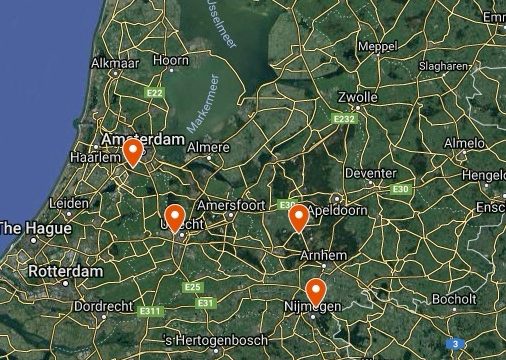 IJsselmeer
Emm
Meppel
Alkmaar
Hoorn
Slagharen
E22
Markermeer
Zwolle
E232
Amsterdam
Haarlem
Almere
Almelo
Deventer
Hengelo
E30
E30
Leiden
Amersfoort
Apeldoorn
Ensc
The Hague
Utrecht
Arnhem
Rotterdam
E25
E31
E311
Dordrecht
Nijmegen
Bocholt
's Hertogenbosch
3